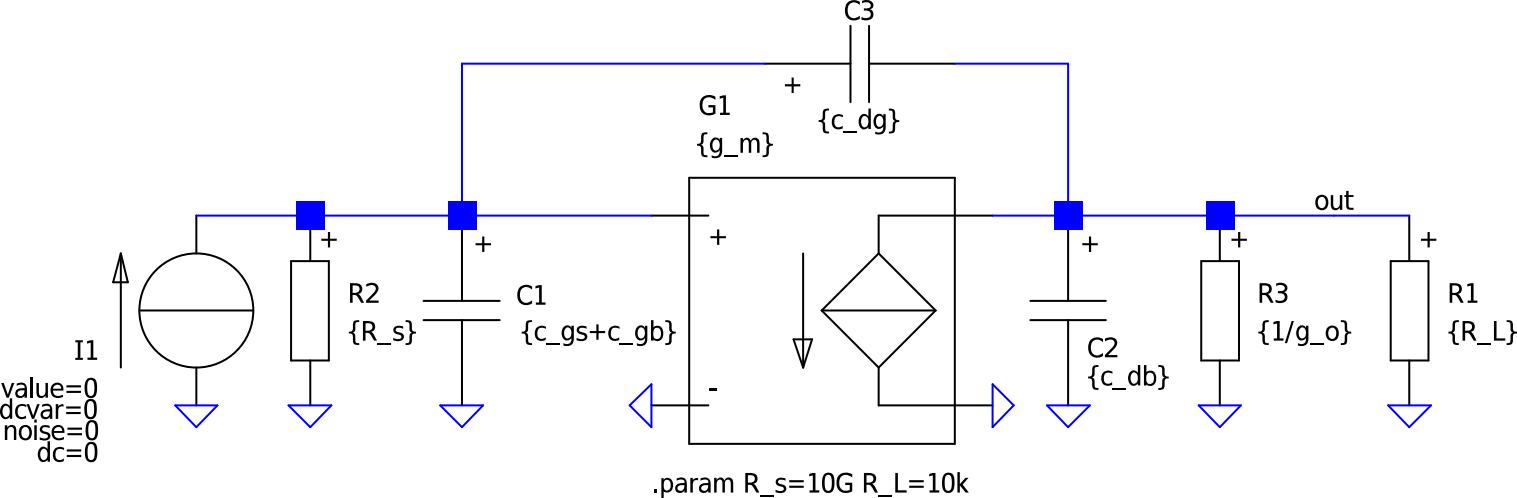 C3
+
{c_dg}
G1
{g_m}
out
+
+
+
+
+
+
I1
value=0
dcvar=0
noise=0
dc=0
R2
{R_s}
C1
{c_gs+c_gb}
-
C2
{c_db}
R3
{1/g_o}
R1
{R_L}
.param R_s=10G R_L=10k